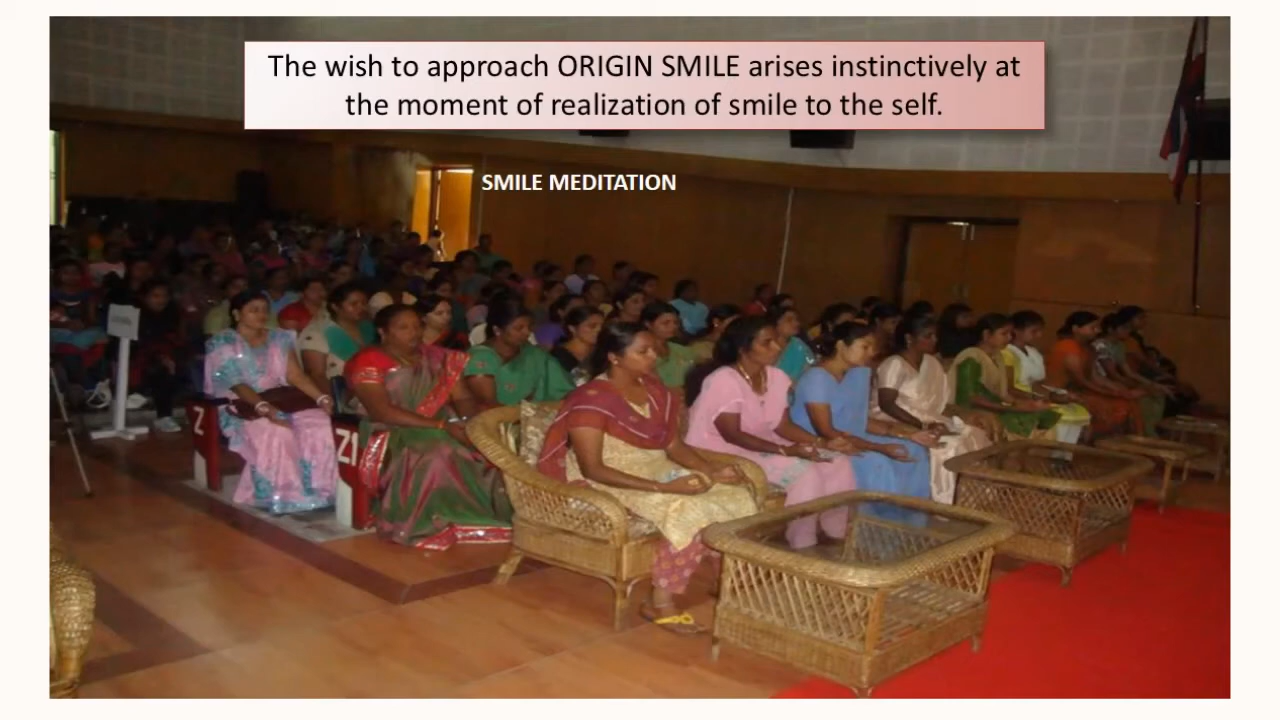 The wish to approach ORIGIN SMILE arises instinctively at
the moment of realization of smile to the self.
SMILE MEDITATION
Z
Z1